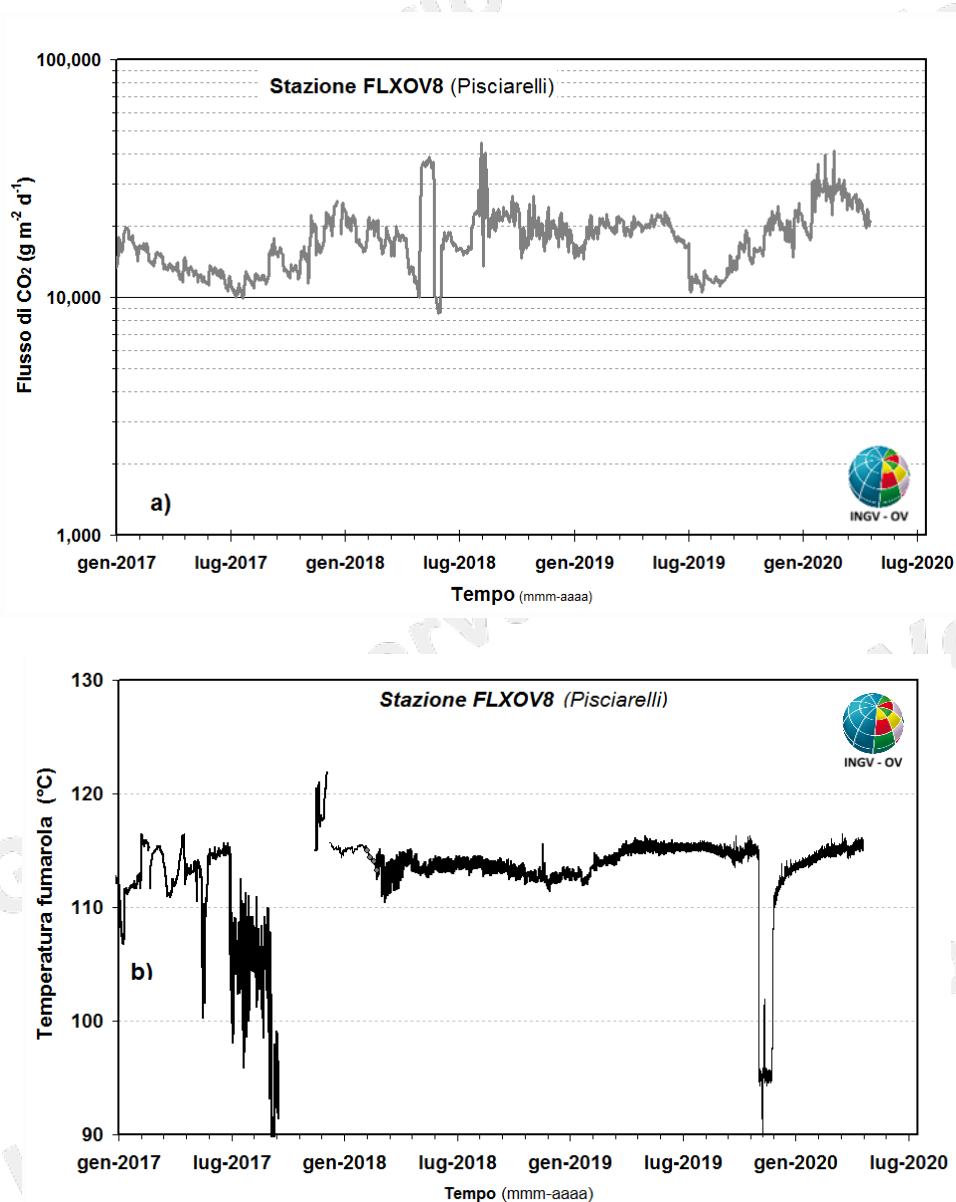 100,000
Stazione FLXOV8 (Pisciarelli)
10,000
Flusso di CO2 (g m-2 d-1)
a)
INGV - OV
1,000
gen-2017 lug-2017 gen-2018 lug-2018 gen-2019 lug-2019 gen-2020 lug-2020
Tempo (mmm-aaaa)
130
Stazione FLXOV8 (Pisciarelli)
INGV - OV
120
110
Temperatura fumarola (°C)
b)
100
90
gen-2017 lug-2017 gen-2018 lug-2018 gen-2019 lug-2019 gen-2020 lug-2020
Tempo (mmm-aaaa)